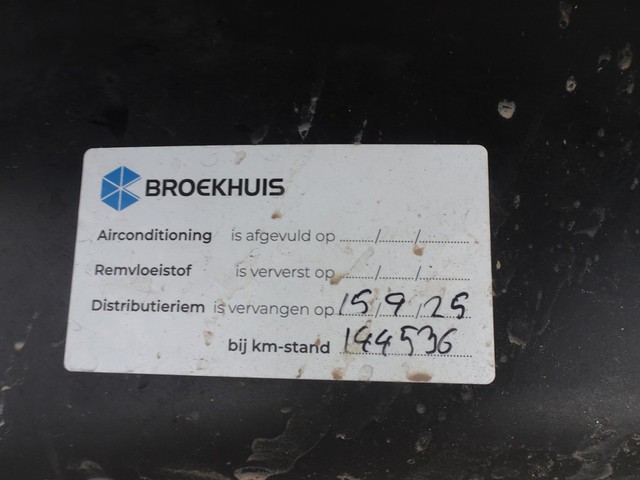 BROEKHUIS
Airconditioning is afgevuld op ....../....../......
Remvloeistof is ververst op ....../....../......
Distributieriem is vervangen op 15/9/25
bij km-stand 144536